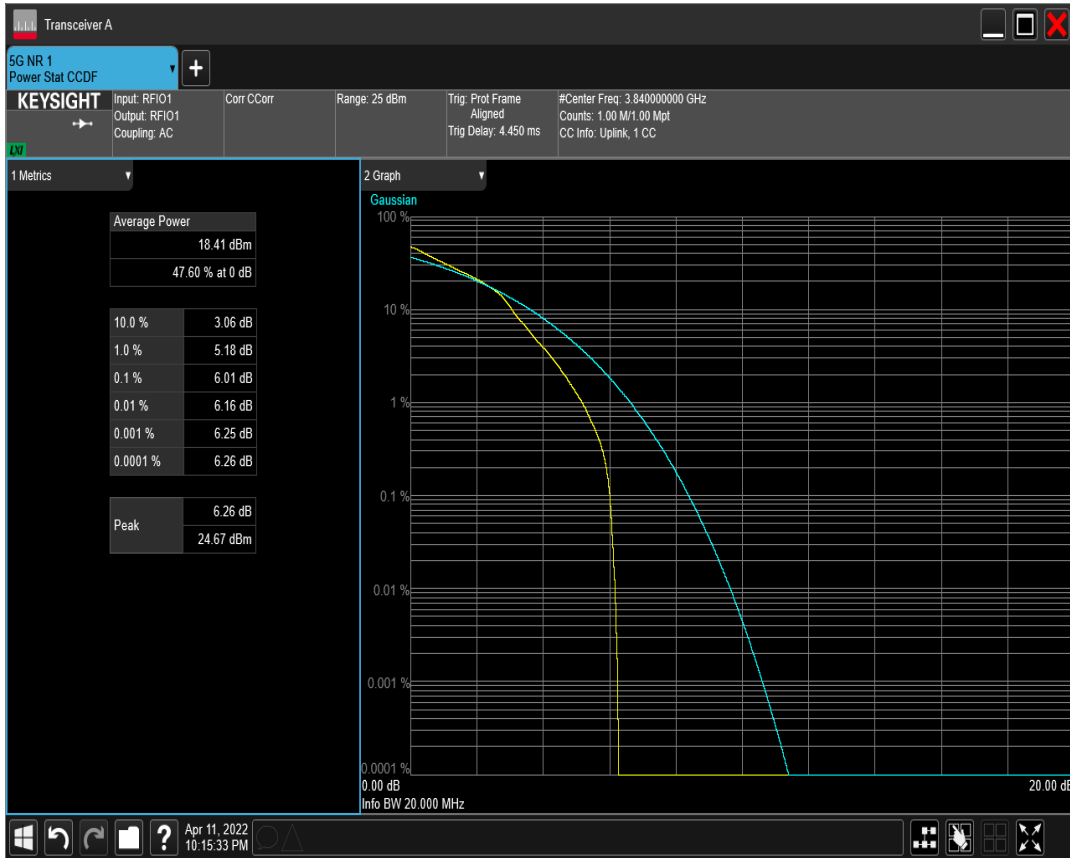 Transceiver A
5G NR 1
Power Stat CCDF
KEYSIGHT
LXI
Input: RFIO1
Output: RFIO1
Coupling: AC
Corr CCorr
Range: 25 dBm
Trig: Prot Frame
Aligned
Trig Delay: 4.450 ms
#Center Freq: 3.840000000 GHz
Counts: 1.00 M/1.00 Mpt
CC Info: Uplink, 1 CC
1 Metrics
Average Power
18.41 dBm
47.60 % at 0 dB
10.0 % 3.06 dB
1.0 % 5.18 dB
0.1 % 6.01 dB
0.01 % 6.16 dB
0.001 % 6.25 dB
0.0001 % 6.26 dB
Peak
6.26 dB
24.67 dBm
2 Graph
Gaussian
100 %
10 %
1 %
0.1 %
0.01 %
0.001 %
0.0001 %
0.00 dB 20.00 dB
Info BW 20.000 MHz
?
Apr 11, 2022
10:15:33 PM